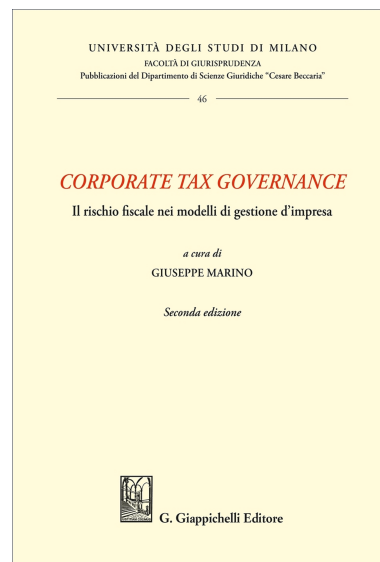 UNIVERSITÀ DEGLI STUDI DI MILANO
FACOLTÀ DI GIURISPRUDENZA
Pubblicazioni del Dipartimento di Scienze Giuridiche “Cesare Beccaria”
46
CORPORATE TAX GOVERNANCE
Il rischio fiscale nei modelli di gestione d’impresa
a cura di
GIUSEPPE MARINO
Seconda edizione
G. Giappichelli Editore